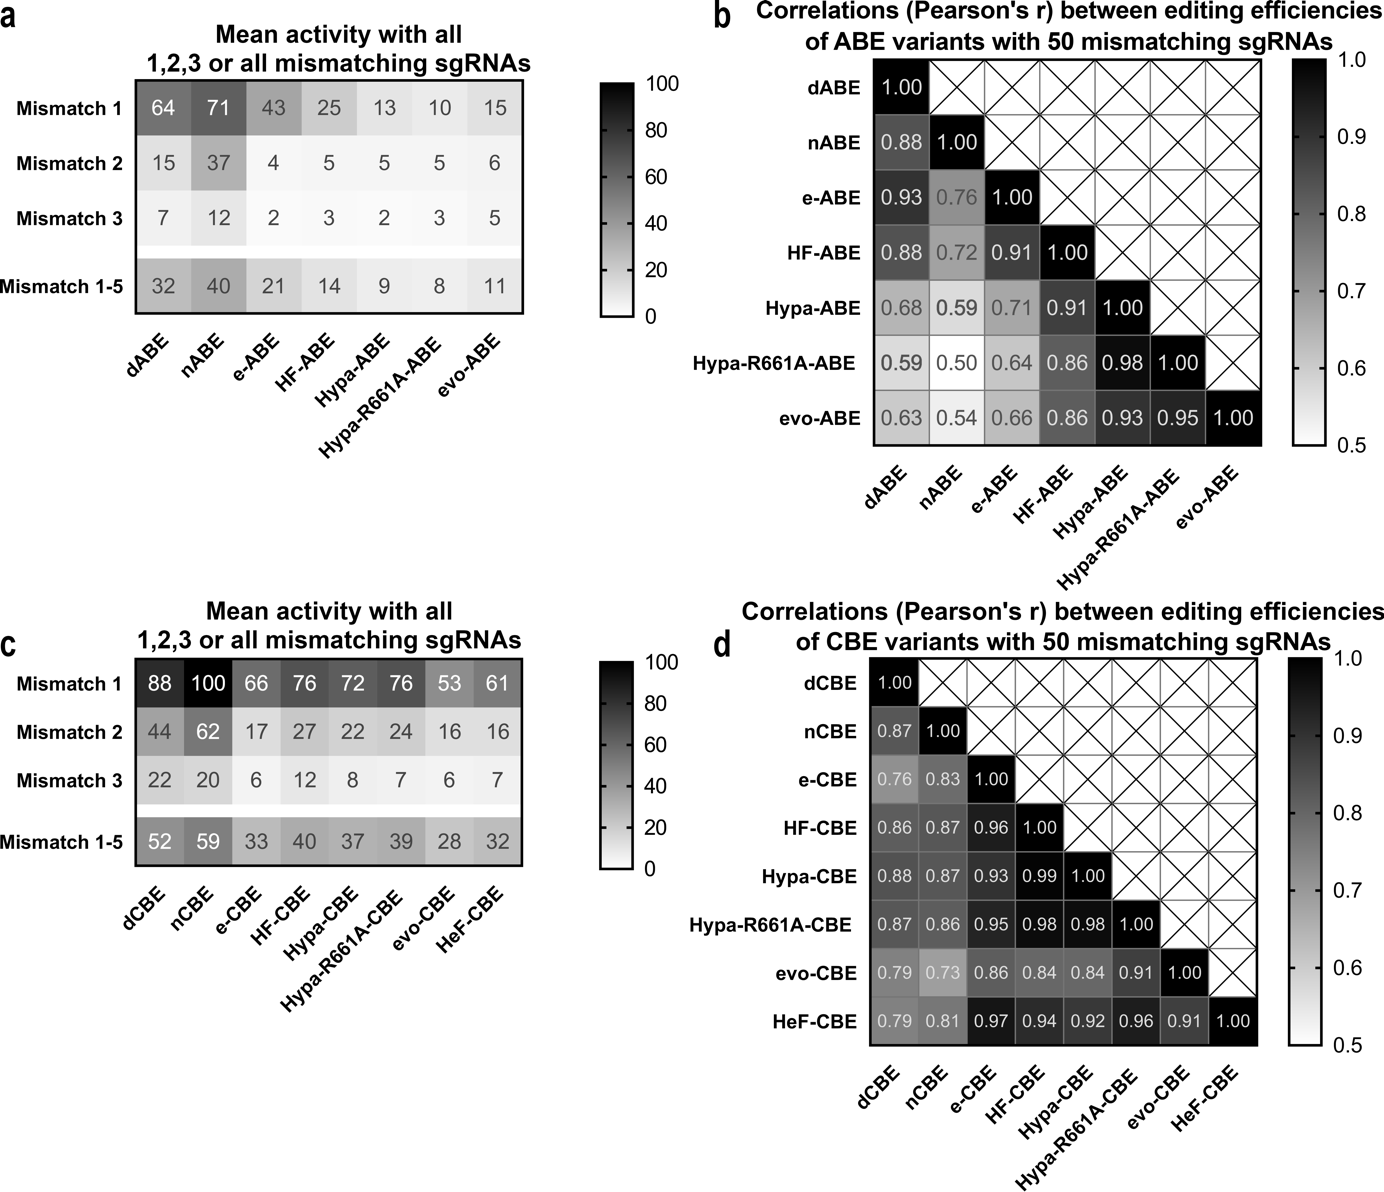 a
Mean activity with all
1,2,3 or all mismatching sgRNAs
Mismatch 1 64 71 43 25 13 10 15
Mismatch 2 15 37 4 5 5 5 6
Mismatch 3 7 12 2 3 2 3 5
Mismatch 1-5 32 40 21 14 9 8 11
dABE nABE e-ABE HF-ABE Hypa-ABE Hypa-R661A-ABE evo-ABE
100
80
60
40
20
0
b
Correlations (Pearson's r) between editing efficiencies
of ABE variants with 50 mismatching sgRNAs
dABE 1.00
nABE 0.88 1.00
e-ABE 0.93 0.76 1.00
HF-ABE 0.88 0.72 0.91 1.00
Hypa-ABE 0.68 0.59 0.71 0.91 1.00
Hypa-R661A-ABE 0.59 0.50 0.64 0.86 0.98 1.00
evo-ABE 0.63 0.54 0.66 0.86 0.93 0.95 1.00
dABE nABE e-ABE HF-ABE Hypa-ABE Hypa-R661A-ABE evo-ABE
1.0
0.9
0.8
0.7
0.6
0.5
c
Mean activity with all
1,2,3 or all mismatching sgRNAs
Mismatch 1 88 100 66 76 72 76 53 61
Mismatch 2 44 62 17 27 22 24 16 16
Mismatch 3 22 20 6 12 8 7 6 7
Mismatch 1-5 52 59 33 40 37 39 28 32
dCBE nCBE e-CBE HF-CBE Hypa-CBE Hypa-R661A-CBE evo-CBE HeF-CBE
100
80
60
40
20
0
d
Correlations (Pearson's r) between editing efficiencies
of CBE variants with 50 mismatching sgRNAs
dCBE 1.00
nCBE 0.87 1.00
e-CBE 0.76 0.83 1.00
HF-CBE 0.86 0.87 0.96 1.00
Hypa-CBE 0.88 0.87 0.93 0.99 1.00
Hypa-R661A-CBE 0.87 0.86 0.95 0.98 0.98 1.00
evo-CBE 0.79 0.73 0.86 0.84 0.84 0.91 1.00
HeF-CBE 0.79 0.81 0.97 0.94 0.92 0.96 0.91 1.00
dCBE nCBE e-CBE HF-CBE Hypa-CBE Hypa-R661A-CBE evo-CBE HeF-CBE
1.0
0.9
0.8
0.7
0.6
0.5